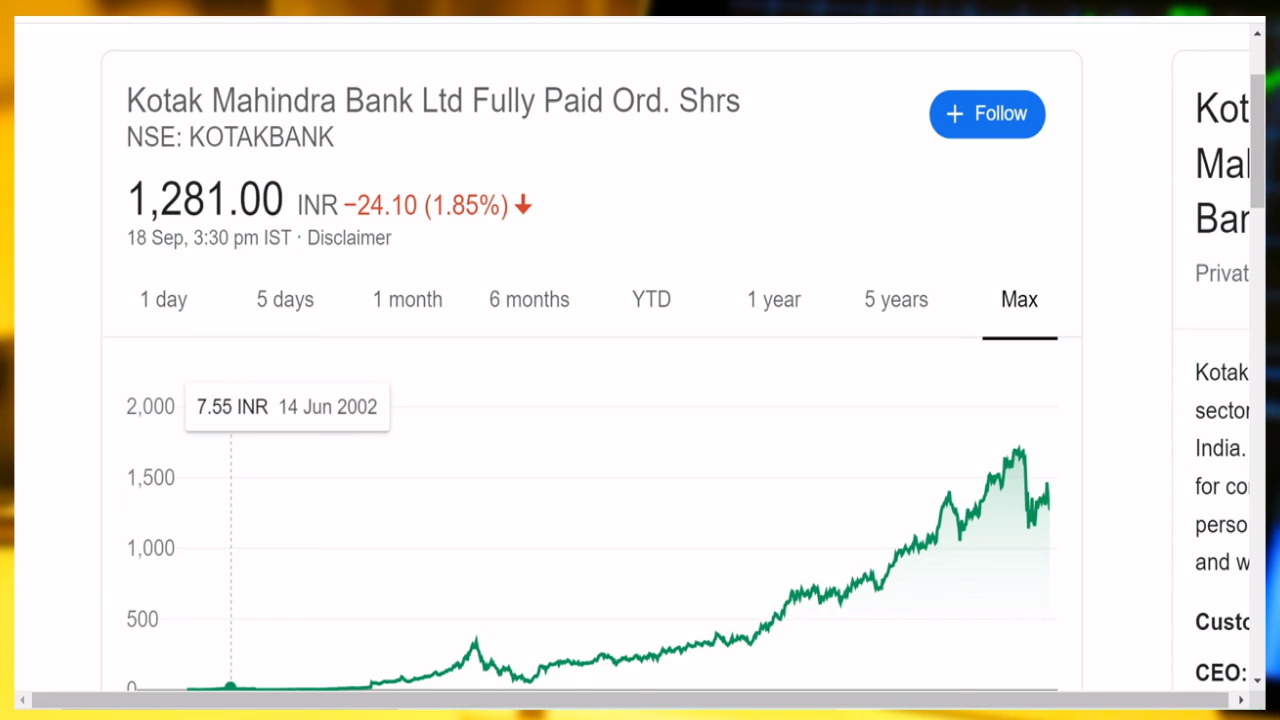 Kotak Mahindra Bank Ltd Fully Paid Ord. Shrs
NSE: KOTAKBANK
+ Follow
1,281.00 INR −24.10 (1.85%) ↓
18 Sep, 3:30 pm IST · Disclaimer
1 day 5 days 1 month 6 months YTD 1 year 5 years Max
7.55 INR 14 Jun 2002
2,000
1,500
1,000
500
0
Kot
Mal
Bar
Privat
Kotak
sector
India.
for co
perso
and w
Custo
CEO: